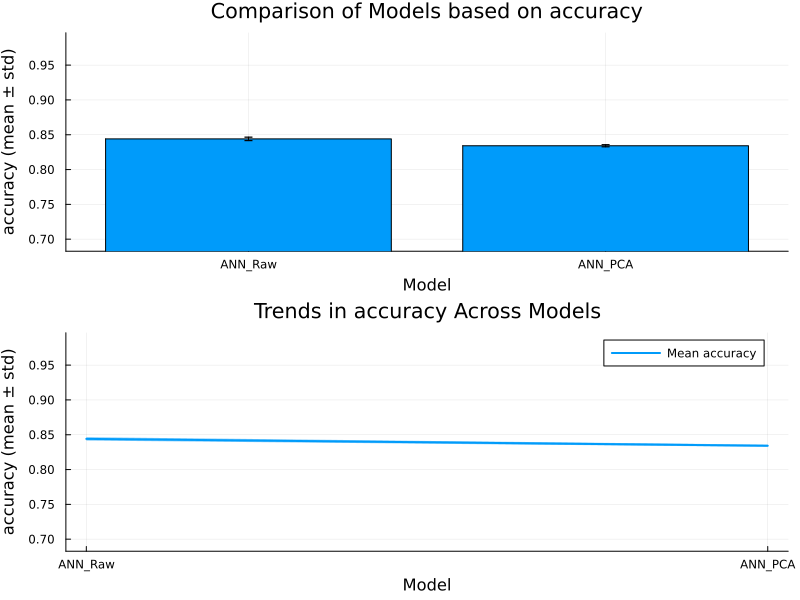 Comparison of Models based on accuracy
accuracy (mean ± std)
0.95
0.90
0.85
0.80
0.75
0.70
ANN_Raw
ANN_PCA
Model
Trends in accuracy Across Models
accuracy (mean ± std)
0.95
0.90
0.85
0.80
0.75
0.70
Mean accuracy
ANN_Raw
ANN_PCA
Model